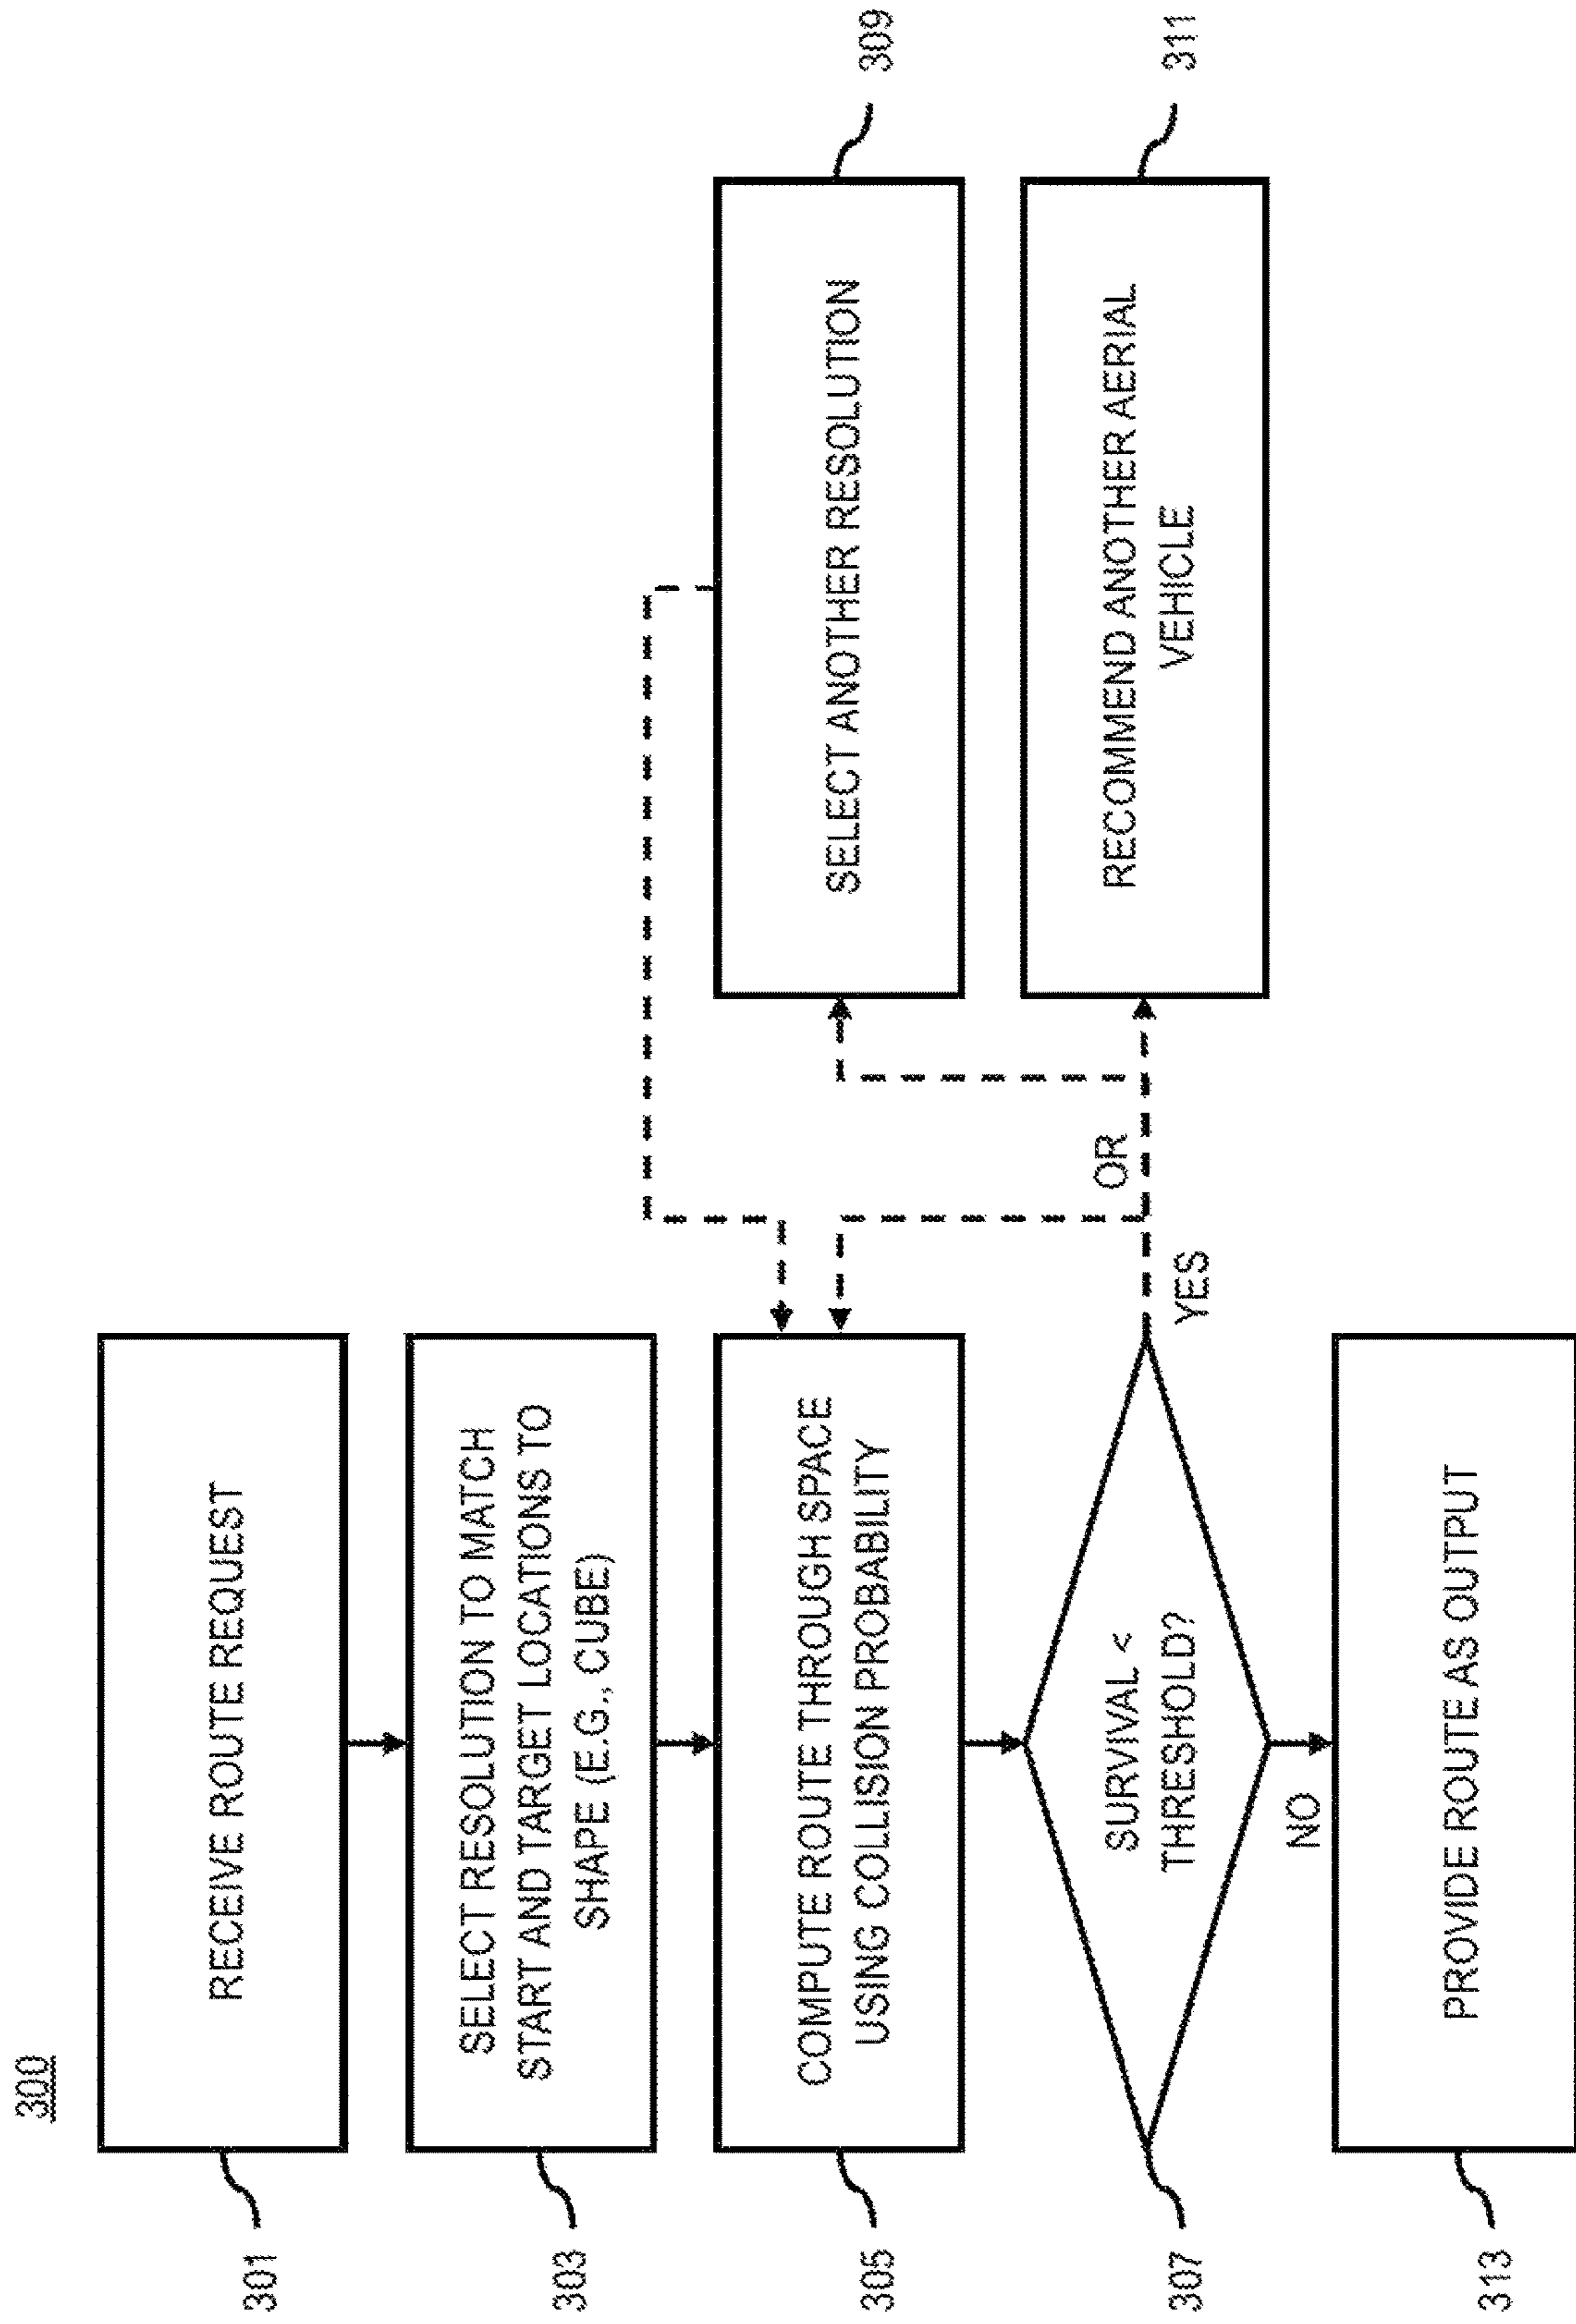 300
301
RECEIVE ROUTE REQUEST
303
SELECT RESOLUTION TO MATCH
START AND TARGET LOCATIONS TO
SHAPE (E.G., CUBE)
305
COMPUTE ROUTE THROUGH SPACE
USING COLLISION PROBABILITY
307
SURVIVAL <
THRESHOLD?
YES
OR
NO
309
SELECT ANOTHER RESOLUTION
311
RECOMMEND ANOTHER AERIAL
VEHICLE
313
PROVIDE ROUTE AS OUTPUT